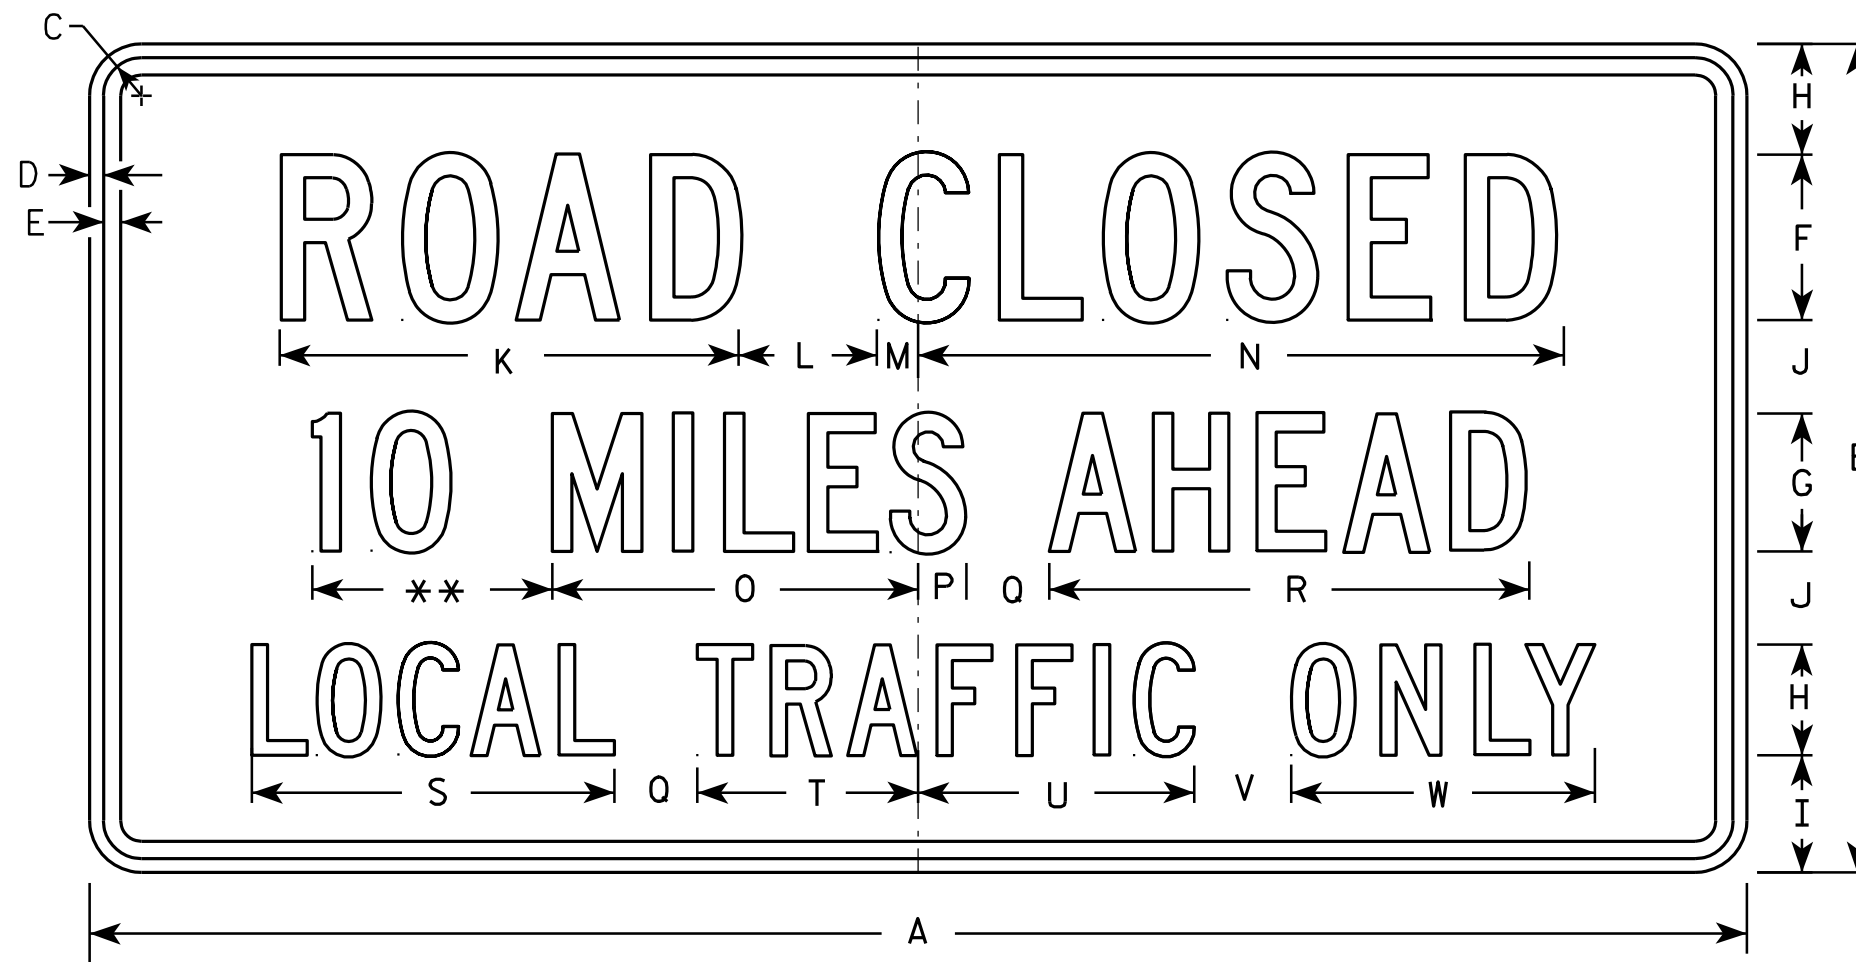 C
H
ROAD CLOSED
D
E
F
K L M N
J
10 MILES AHEAD
G
** O P Q R
J
LOCAL TRAFFIC ONLY
H
S Q T U V W
I
A